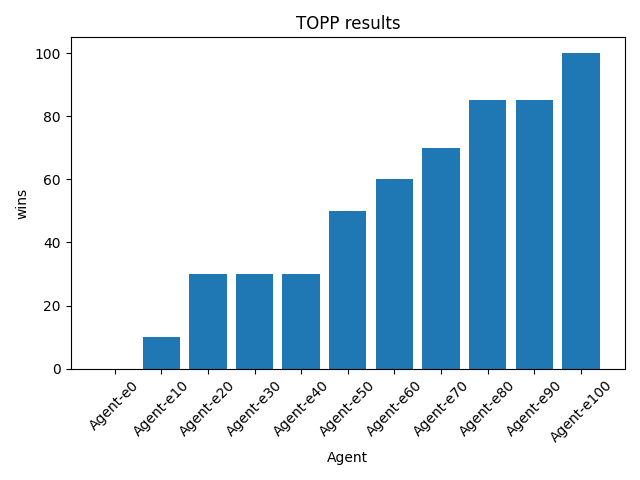 TOPP results
100
80
60
40
20
0
wins
Agent-e0
Agent-e10
Agent-e20
Agent-e30
Agent-e40
Agent-e50
Agent-e60
Agent-e70
Agent-e80
Agent-e90
Agent-e100
Agent